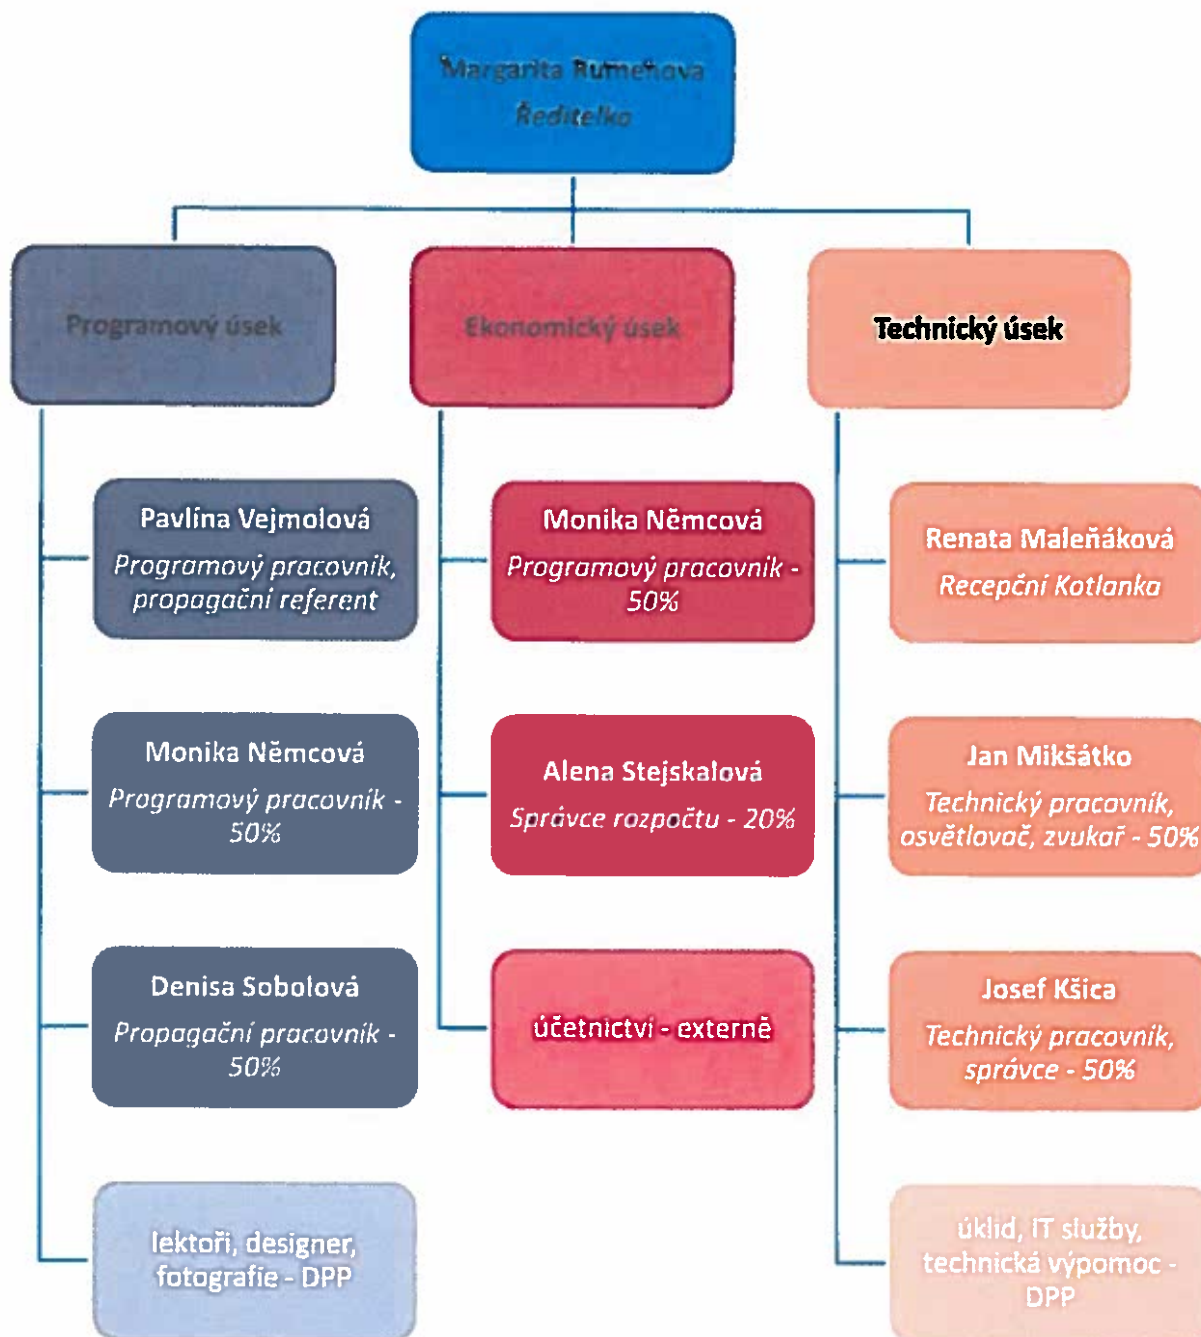 Margarita Rumeňová
Ředitelka
Programový úsek
Pavlína Vejmolová
Programový pracovník,
propagační referent
Monika Němcová
Programový pracovník -
50%
Denisa Sobolová
Propagační pracovník -
50%
lektoři, designer,
fotografie - DPP
Ekonomický úsek
Monika Němcová
Programový pracovník -
50%
Alena Stejskalová
Správce rozpočtu - 20%
účetnictví - externě
Technický úsek
Renata Maleňáková
Recepční Kotlanka
Jan Mikšátko
Technický pracovník,
osvětlovač, zvukař - 50%
Josef Kšica
Technický pracovník,
správce - 50%
úklid, IT služby,
technická výpomoc -
DPP